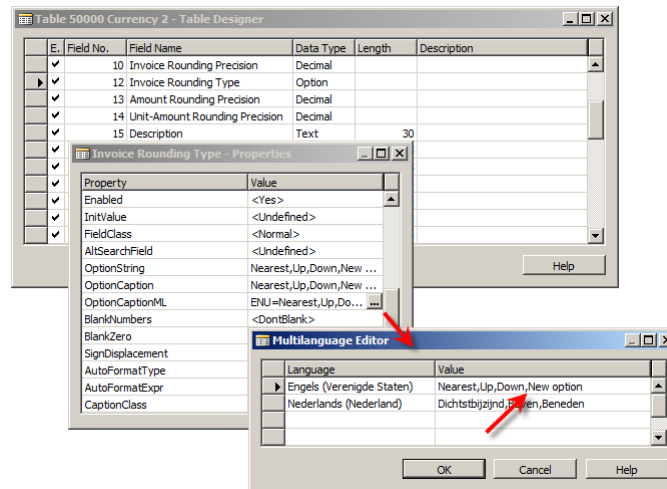 Table 50000 Currency 2 - Table Designer
E. Field No. Field Name Data Type Length Description
10 Invoice Rounding Precision Decimal
12 Invoice Rounding Type Option
13 Amount Rounding Precision Decimal
14 Unit-Amount Rounding Precision Decimal
15 Description Text 30
Help
Invoice Rounding Type - Properties
Property Value
Enabled <Yes>
InitValue <Undefined>
FieldClass <Normal>
AltSearchField <Undefined>
OptionString Nearest,Up,Down,New ...
OptionCaption Nearest,Up,Down,New ...
OptionCaptionML ENU=Nearest,Up,Do... ...
BlankNumbers <DontBlank>
BlankZero
SignDisplacement
AutoFormatType
AutoFormatExpr
CaptionClass
Multilanguage Editor
Language Value
Engels (Verenigde Staten) Nearest,Up,Down,New option
Nederlands (Nederland) Dichtstbijzijnd,Boven,Beneden
OK Cancel Help